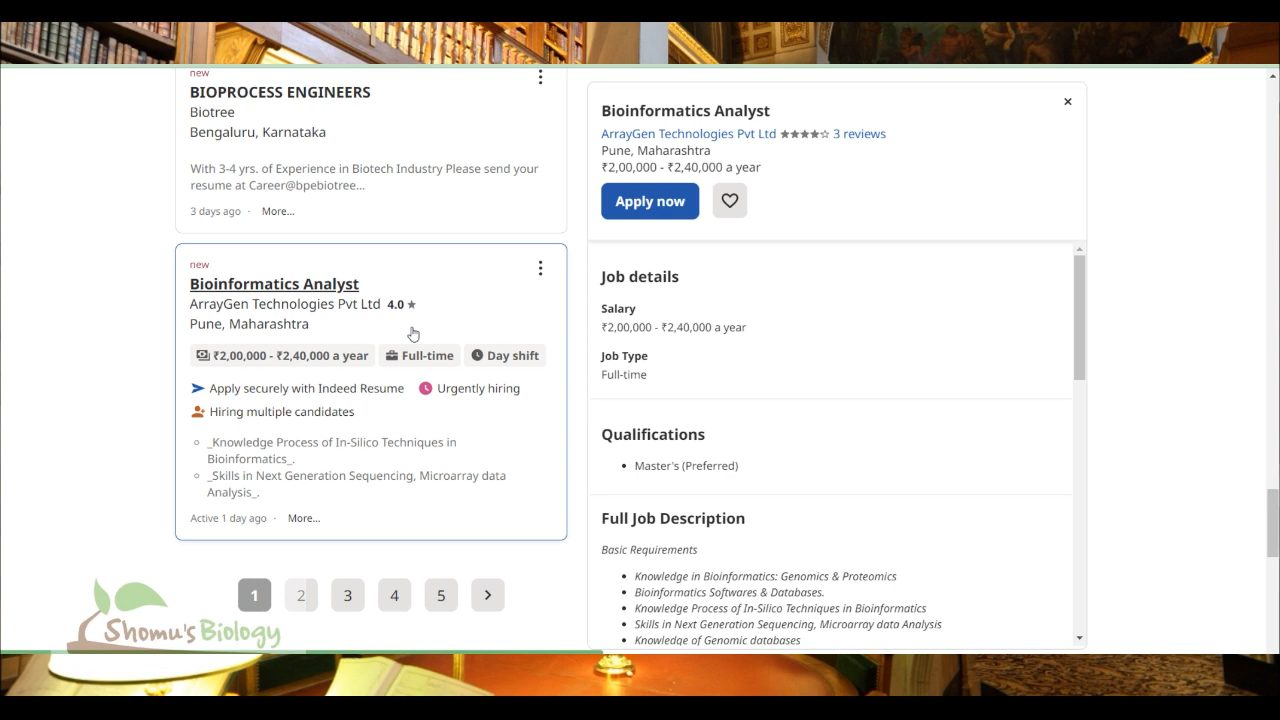 new
BIOPROCESS ENGINEERS
Biotree
Bengaluru, Karnataka
With 3-4 yrs. of Experience in Biotech Industry Please send your
resume at Career@bpebiotree...
3 days ago · More...
new
Bioinformatics Analyst
ArrayGen Technologies Pvt Ltd 4.0 ★
Pune, Maharashtra
₹2,00,000 - ₹2,40,000 a year Full-time Day shift
Apply securely with Indeed Resume Urgently hiring
Hiring multiple candidates
_Knowledge Process of In-Silico Techniques in
Bioinformatics_.
_Skills in Next Generation Sequencing, Microarray data
Analysis_.
Active 1 day ago · More...
1 2 3 4 5 >
Shomu's Biology
Bioinformatics Analyst
ArrayGen Technologies Pvt Ltd ★★★★☆ 3 reviews
Pune, Maharashtra
₹2,00,000 - ₹2,40,000 a year
Apply now
Job details
Salary
₹2,00,000 - ₹2,40,000 a year
Job Type
Full-time
Qualifications
• Master's (Preferred)
Full Job Description
Basic Requirements
• Knowledge in Bioinformatics: Genomics & Proteomics
• Bioinformatics Softwares & Databases.
• Knowledge Process of In-Silico Techniques in Bioinformatics
• Skills in Next Generation Sequencing, Microarray data Analysis
• Knowledge of Genomic databases